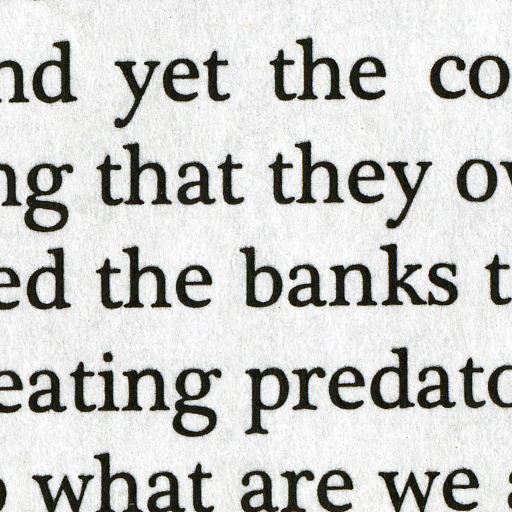 nd yet the co
ng that they ov
ed the banks t
eating predato
o what are we a